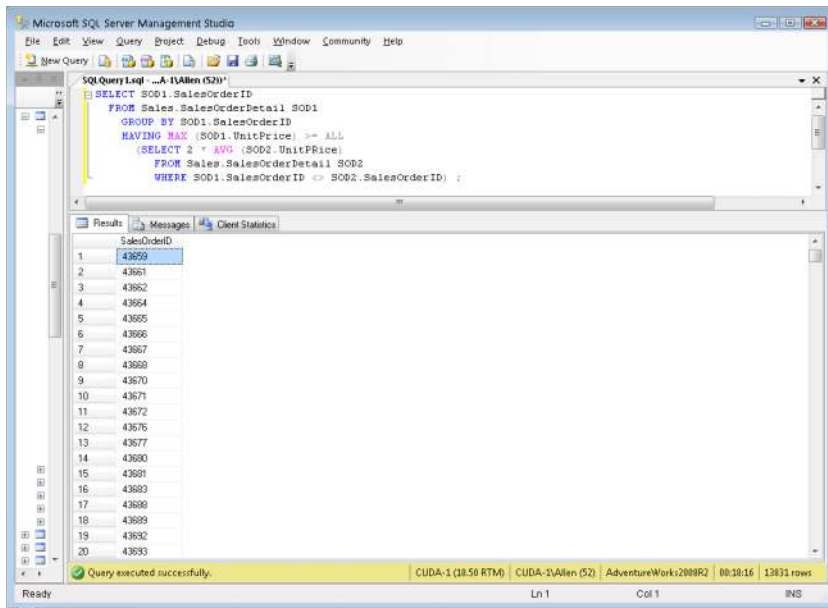 Microsoft SQL Server Management Studio
File Edit View Query Project Debug Tools Window Community Help
New Query
SQLQuery1.sql - ...A-1\Allen (52))*
SELECT SOD1.SalesOrderID
FROM Sales.SalesOrderDetail SOD1
GROUP BY SOD1.SalesOrderID
HAVING MAX (SOD1.UnitPrice) >= ALL
(SELECT 2 * AVG (SOD2.UnitPRice)
FROM Sales.SalesOrderDetail SOD2
WHERE SOD1.SalesOrderID <> SOD2.SalesOrderID) ;
Results Messages Client Statistics
SalesOrderID
1 43659
2 43661
3 43662
4 43664
5 43665
6 43666
7 43667
8 43668
9 43670
10 43671
11 43672
12 43676
13 43677
14 43680
15 43681
16 43683
17 43688
18 43689
19 43692
20 43693
Query executed successfully. CUDA-1 (10.50 RTM) CUDA-1\Allen (52) AdventureWorks2008R2 00:18:16 13831 rows
Ready Ln 1 Col 1 INS